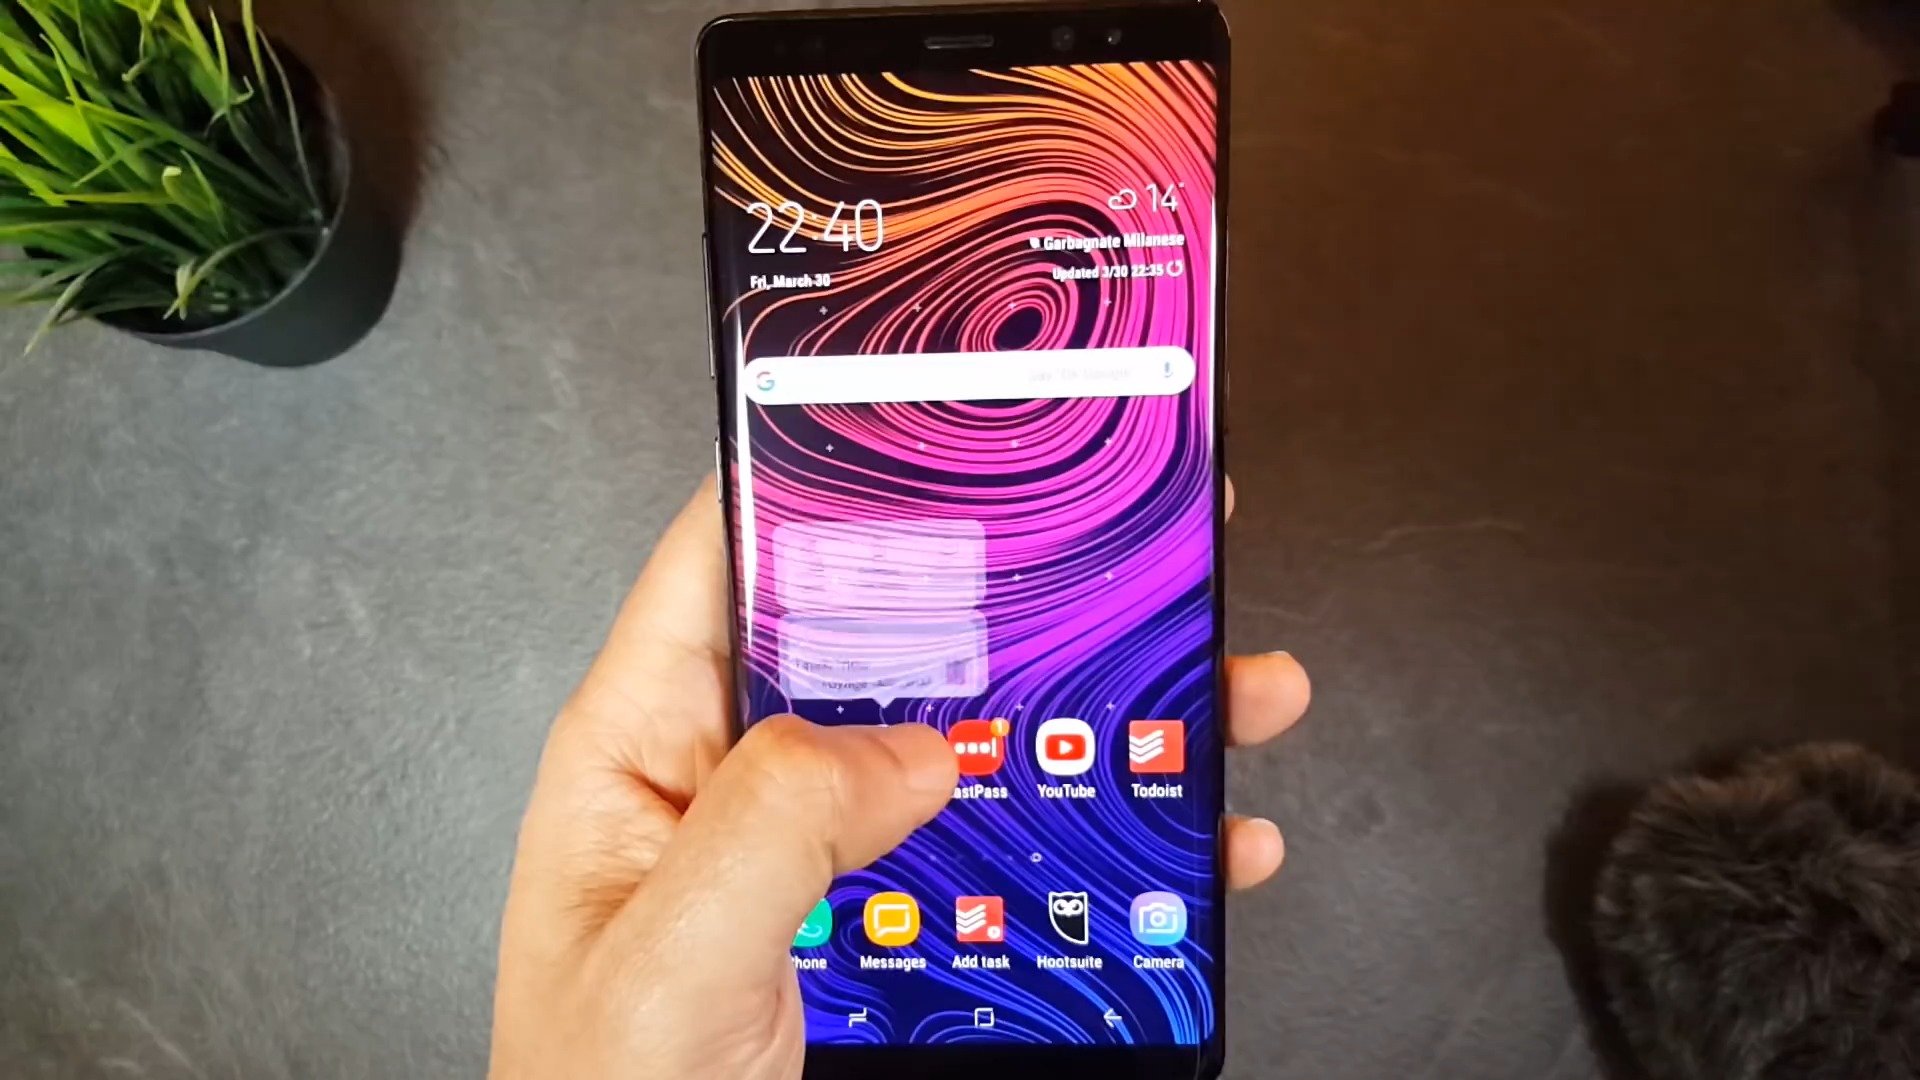 22:40
14°
Garbagnate Milanese
Fri, March 30
Updated 3/30 22:35
G
1
astPass
YouTube
Todoist
hone
Messages
Add task
Hootsuite
Camera